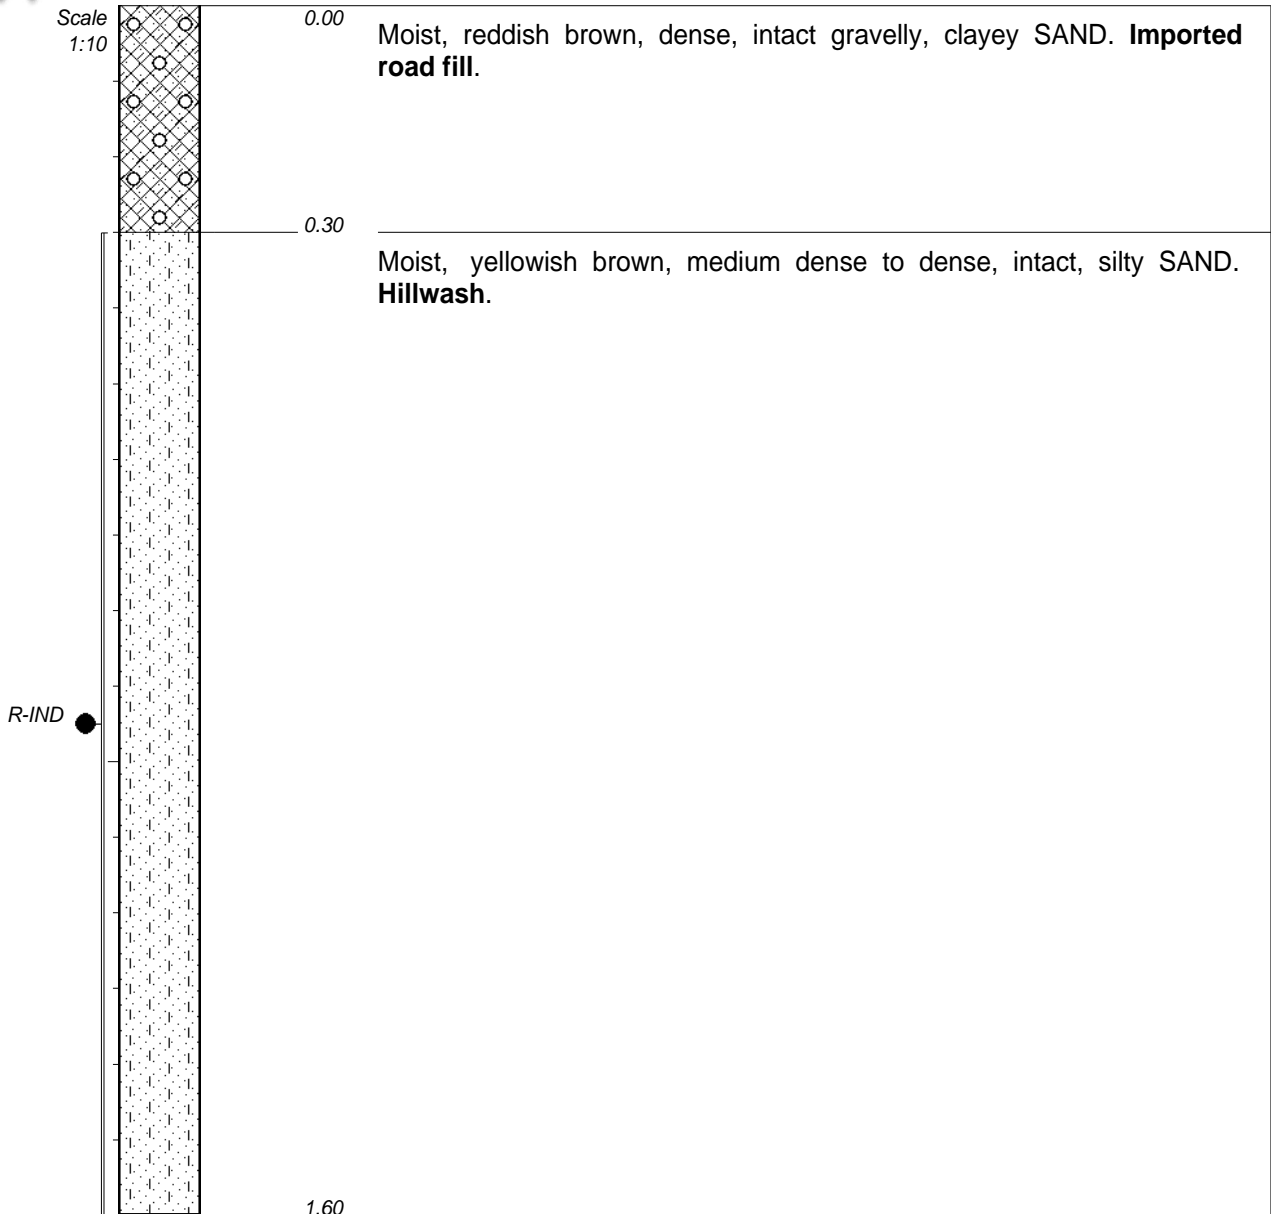 Scale
1:10
0.00
Moist, reddish brown, dense, intact gravelly, clayey SAND. Imported
road fill.
0.30
Moist, yellowish brown, medium dense to dense, intact, silty SAND.
Hillwash.
R-IND
1.60